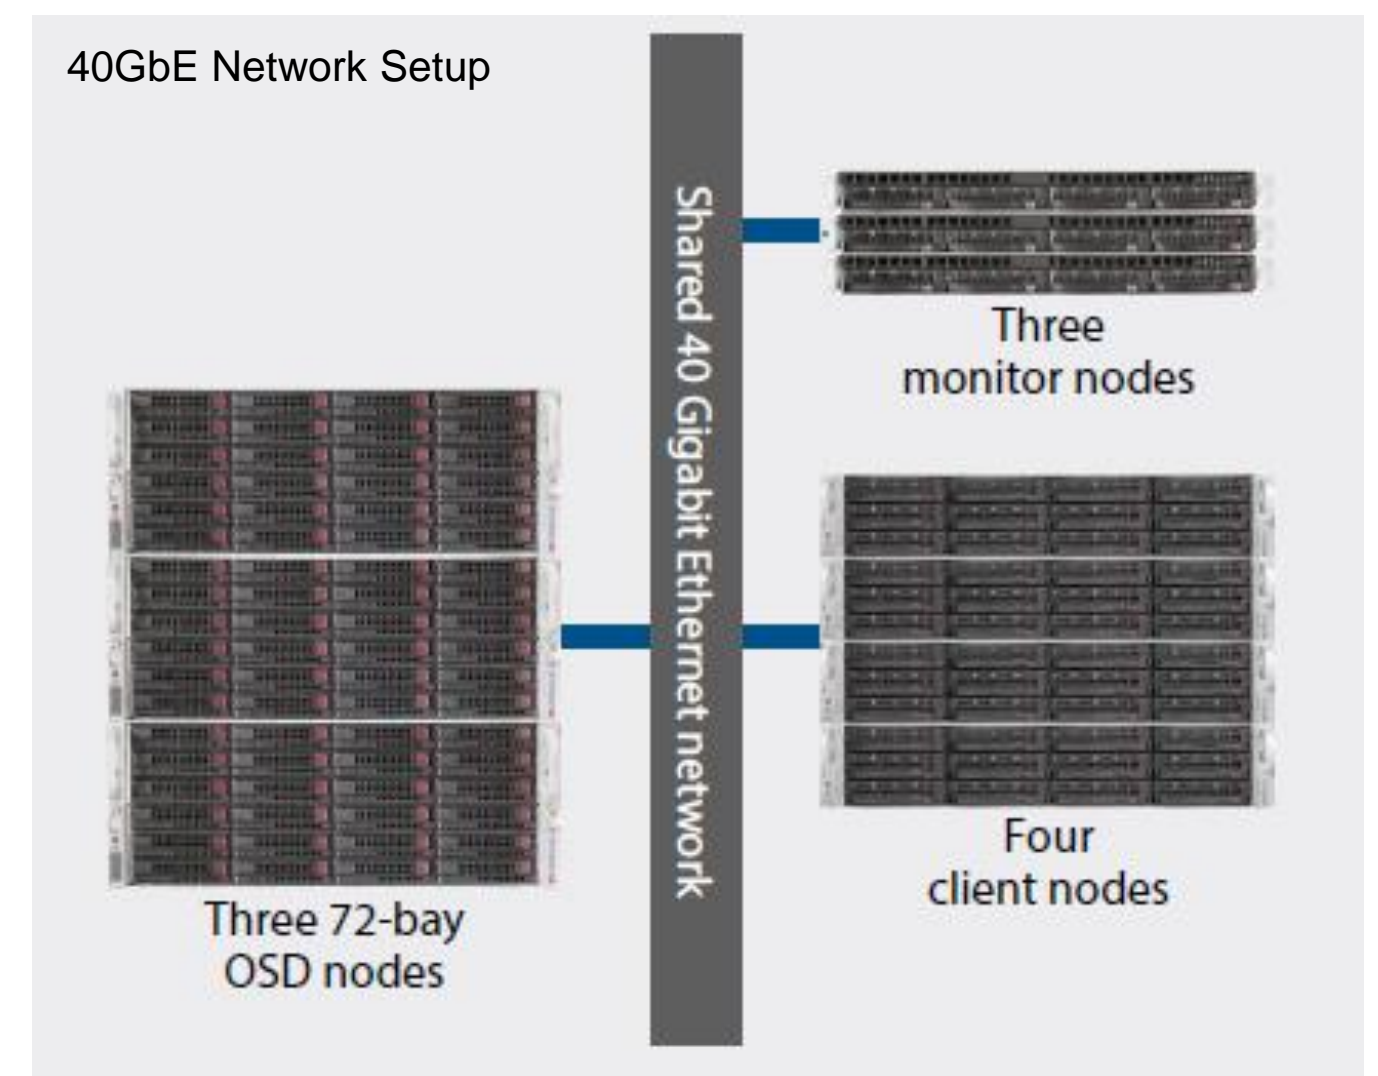 40GbE Network Setup
Shared 40 Gigabit Ethernet network
Three
monitor nodes
Three 72-bay
OSD nodes
Four
client nodes